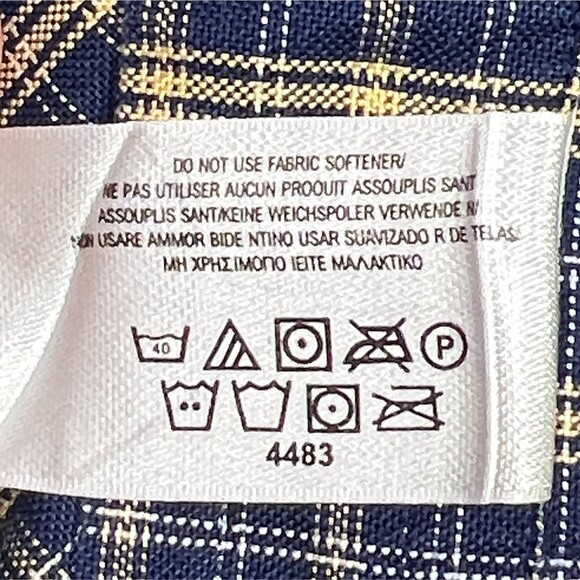 DO NOT USE FABRIC SOFTENER/
NE PAS UTILISER AUCUN PROOUIT ASSOUPLIS SANT
ASSOUPLIS SANT/KEINE WEICHSPOLER VERWENDE N/
NON USARE AMMOR BIDE NTINO USAR SUAVIZADO R DE TELAS/
ΜΗ ΧΡΗΣΙΜΟΠΟ ΙΕΙΤΕ ΜΑΛΑΚΤΙΚΟ
40 P
4483